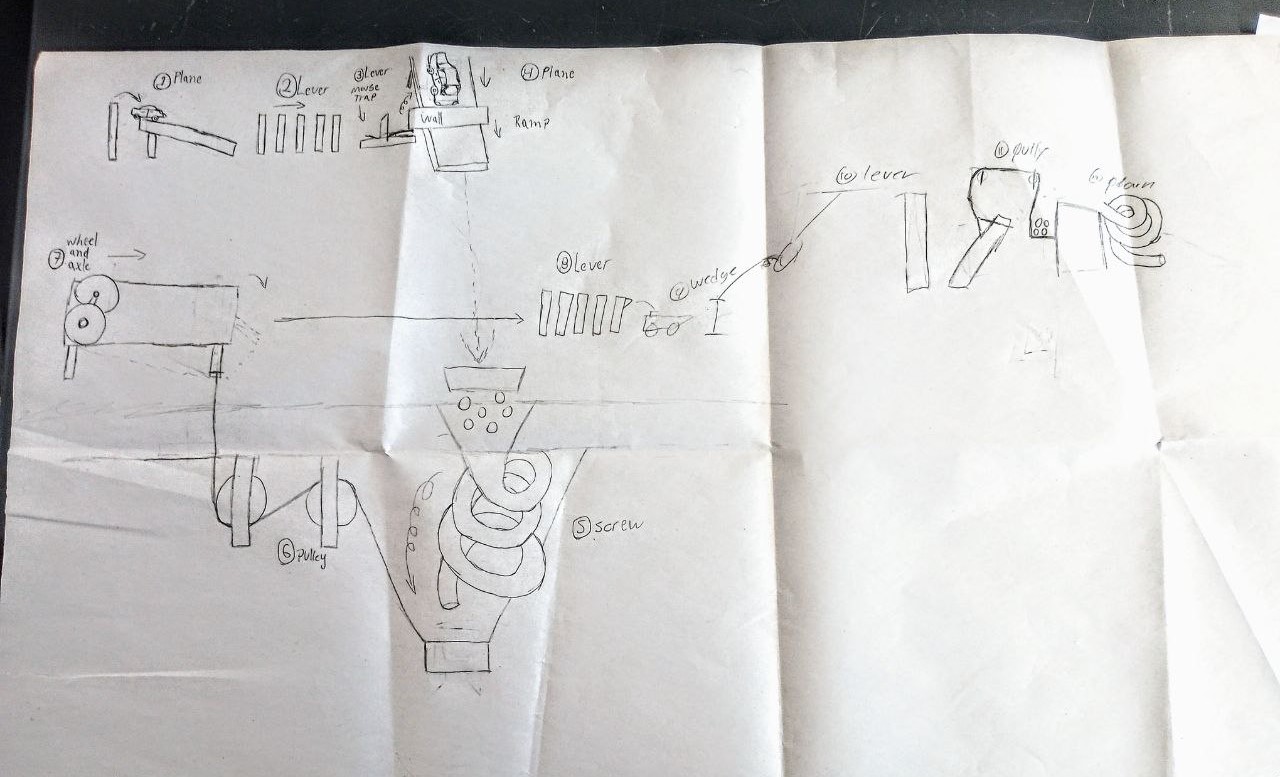 ① Plane
② Lever
③ Lever
mouse
Trap
④ Plane
wall
Ramp
⑦ wheel
and
axle
⑧ Lever
⑨ wedge
⑩ lever
⑪ pully
⑫ plain
⑤ screw
⑥ pulley